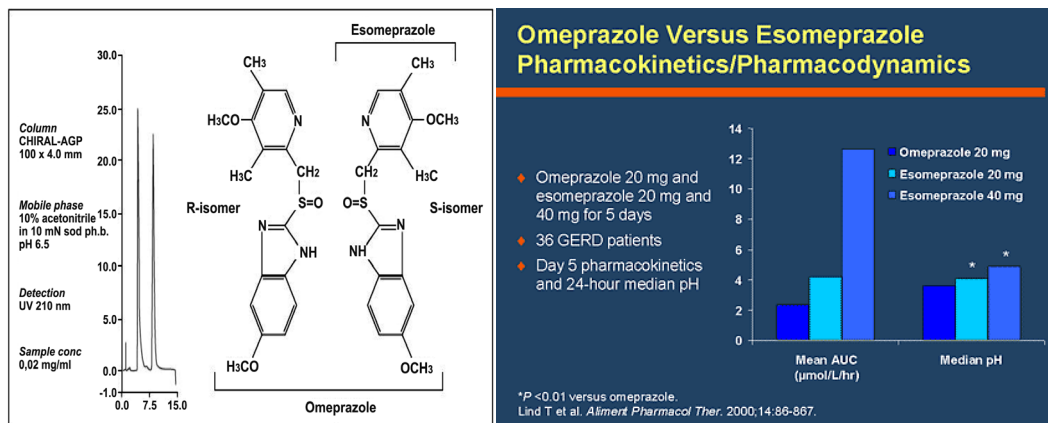 30.0
25.0
20.0
15.0
10.0
5.0
0.0
-1.0
0.0
7.5
15.0
Column
CHIRAL-AGP
100 x 4.0 mm
Mobile phase
10% acetonitrile
in 10 mN sod ph.b.
pH 6.5
Detection
UV 210 nm
Sample conc
0,02 mg/ml
Esomeprazole
CH3
H3CO
N
H3C
CH2
S=O
R-isomer
N
NH
H3CO
CH3
N
OCH3
CH3
CH2
H3C
O=S
S-isomer
N
NH
OCH3
Omeprazole
Omeprazole Versus Esomeprazole
Pharmacokinetics/Pharmacodynamics
Omeprazole 20 mg and
esomeprazole 20 mg and
40 mg for 5 days
36 GERD patients
Day 5 pharmacokinetics
and 24-hour median pH
14
12
10
8
6
4
2
0
Omeprazole 20 mg
Esomeprazole 20 mg
Esomeprazole 40 mg
*
*
Mean AUC
(µmol/L/hr)
Median pH
*P <0.01 versus omeprazole.
Lind T et al. Aliment Pharmacol Ther. 2000;14:86-867.